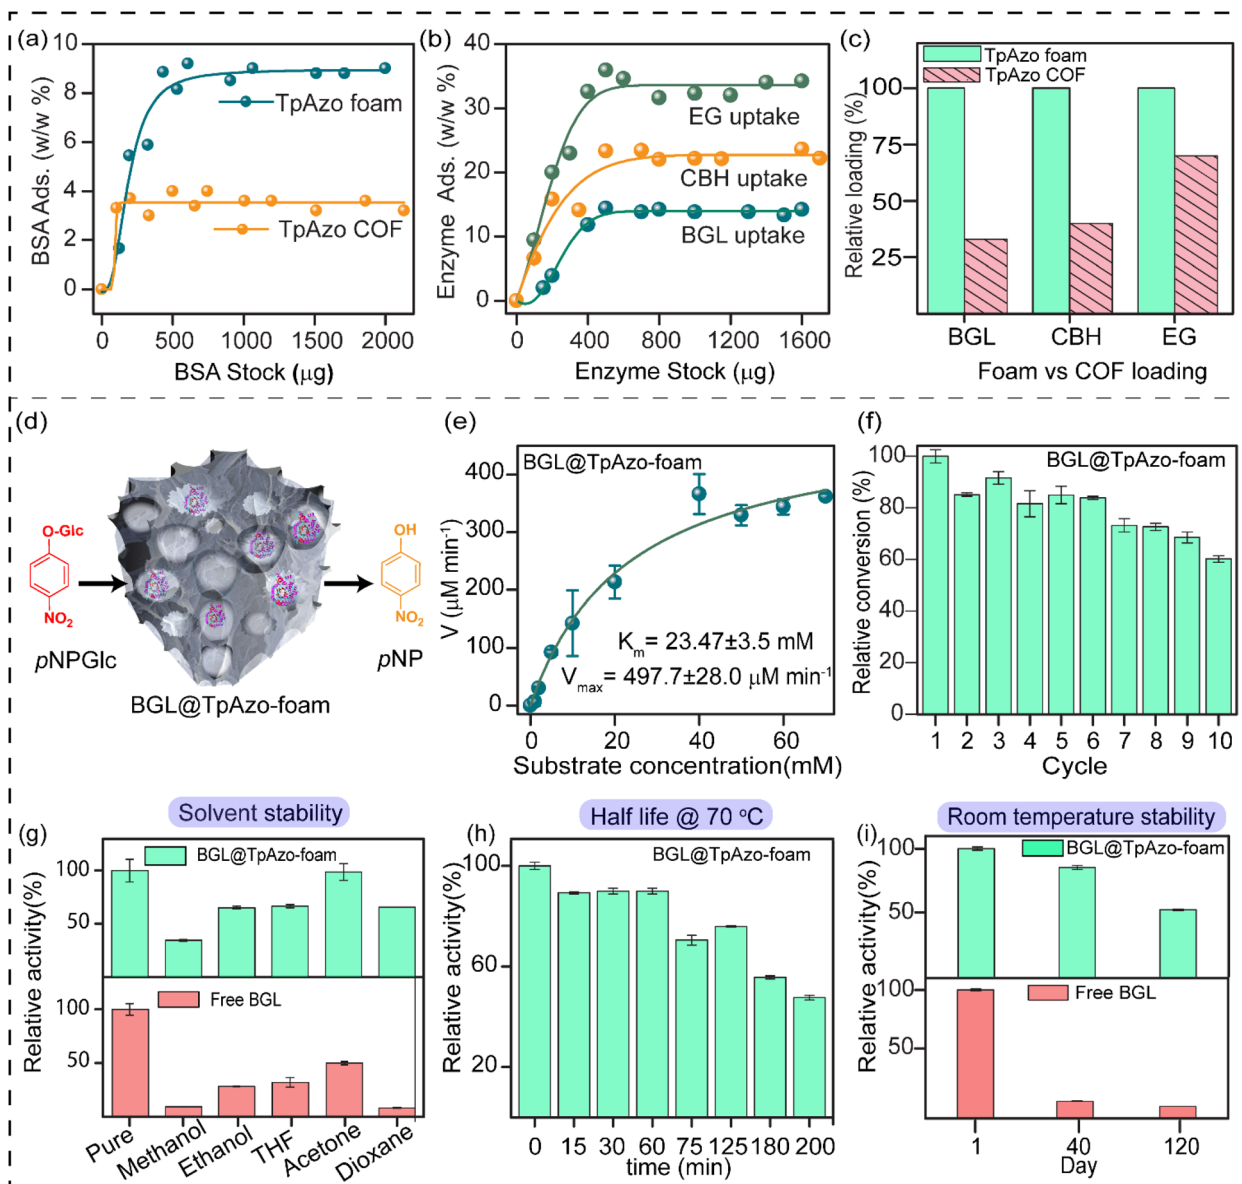 (a)
BSA Ads. (w/w %)
10
8
6
4
2
0
TpAzo foam
TpAzo COF
0
500
1000
1500
2000
BSA Stock (μg)
(b)
Enzyme Ads. (w/w %)
40
30
20
10
0
EG uptake
CBH uptake
BGL uptake
0
400
800
1200
1600
Enzyme Stock (μg)
(c)
TpAzo foam
TpAzo COF
Relative loading (%)
100
75
50
25
BGL
CBH
EG
Foam vs COF loading
(d)
O-Glc
NO₂
pNPGlc
BGL@TpAzo-foam
OH
NO₂
pNP
(e)
BGL@TpAzo-foam
V (μM min⁻¹)
400
300
200
100
0
Kₘ = 23.47±3.5 mM
Vmax= 497.7±28.0 μM min⁻¹
0
20
40
60
Substrate concentration(mM)
(f)
BGL@TpAzo-foam
Relative conversion (%)
100
80
60
40
20
0
1
2
3
4
5
6
7
8
9
10
Cycle
Solvent stability
(g)
BGL@TpAzo-foam
Relative activity(%)
100
50
Free BGL
100
50
Pure
Methanol
Ethanol
THF
Acetone
Dioxane
Half life @ 70 °C
(h)
BGL@TpAzo-foam
Relative activity(%)
100
60
20
0
15
30
60
75
125
180
200
time (min)
Room temperature stability
(i)
BGL@TpAzo-foam
Relative activity(%)
100
50
Free BGL
100
50
1
40
120
Day